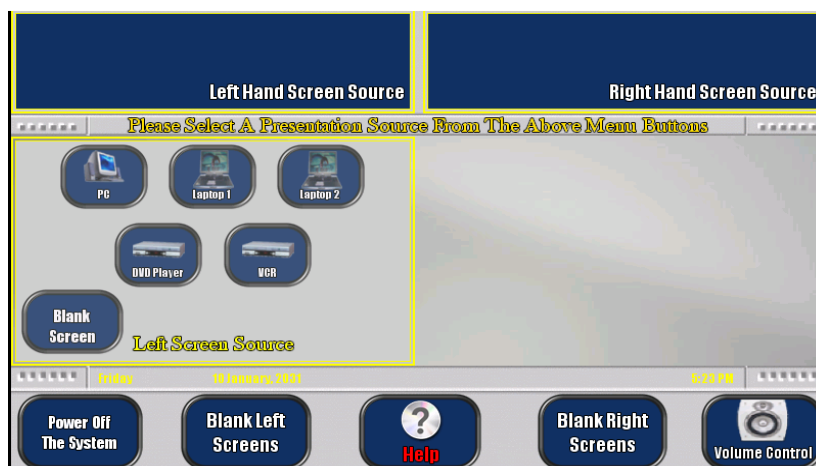 Left Hand Screen Source
Right Hand Screen Source
Please Select A Presentation Source From The Above Menu Buttons
PC
Laptop 1
Laptop 2
DVD Player
VCR
Blank
Screen
Left Screen Source
Friday
10 January, 2031
5:23 PM
Power Off
The System
Blank Left
Screens
?
Help
Blank Right
Screens
Volume Control